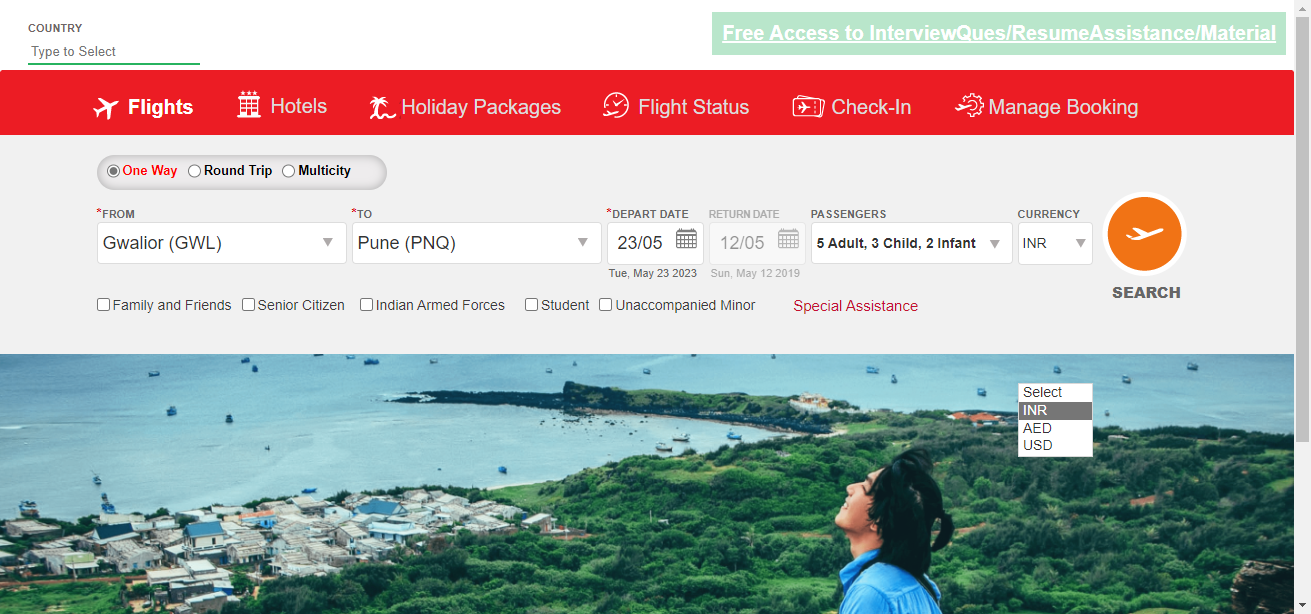 COUNTRY
Type to Select
Free Access to InterviewQues/ResumeAssistance/Material
Flights Hotels Holiday Packages Flight Status Check-In Manage Booking
One Way Round Trip Multicity
*FROM *TO *DEPART DATE RETURN DATE PASSENGERS CURRENCY
Gwalior (GWL) Pune (PNQ) 23/05 12/05 5 Adult, 3 Child, 2 Infant INR
Tue, May 23 2023 Sun, May 12 2019
SEARCH
Family and Friends Senior Citizen Indian Armed Forces Student Unaccompanied Minor Special Assistance
Select
INR
AED
USD